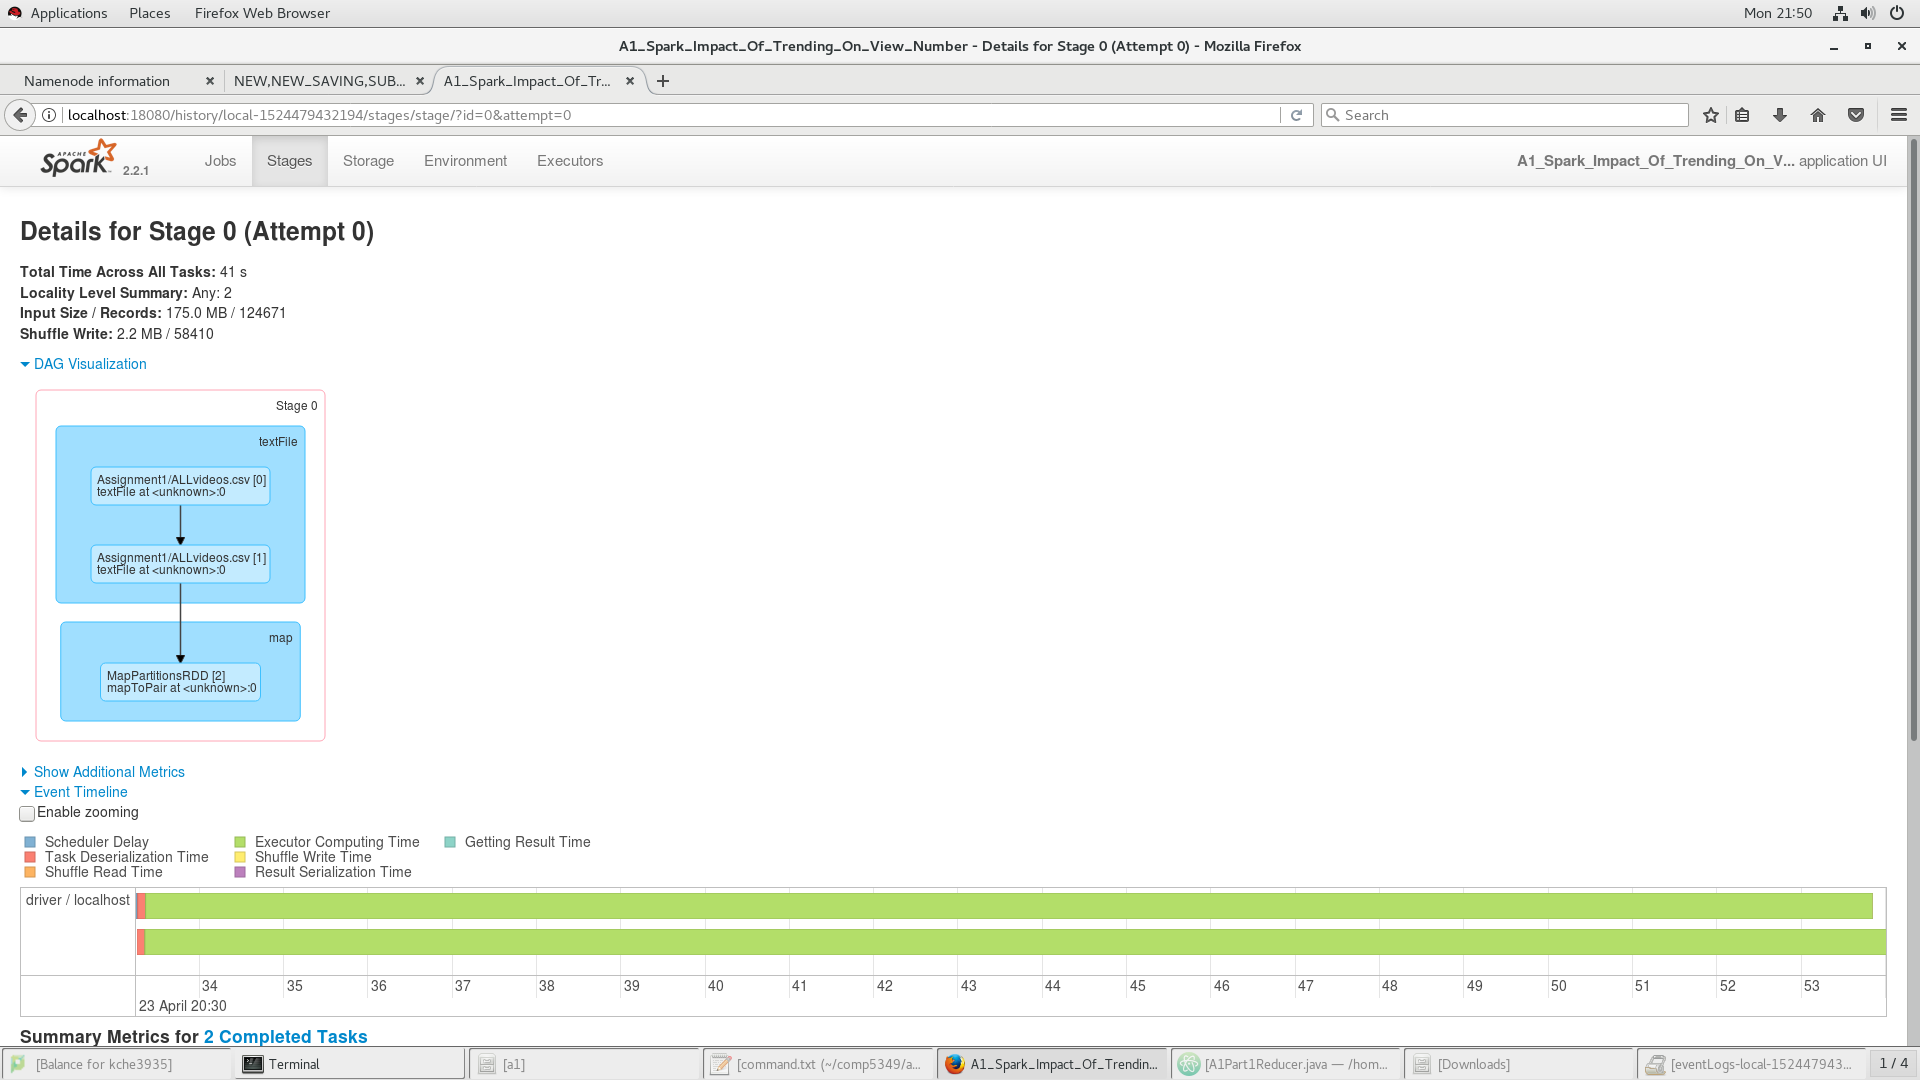 Applications Places Firefox Web Browser Mon 21:50
A1_Spark_Impact_Of_Trending_On_View_Number - Details for Stage 0 (Attempt 0) - Mozilla Firefox
Namenode information NEW,NEW_SAVING,SUB... A1_Spark_Impact_Of_Tr...
localhost:18080/history/local-1524479432194/stages/stage/?id=0&attempt=0 Search
APACHE Spark 2.2.1 Jobs Stages Storage Environment Executors A1_Spark_Impact_Of_Trending_On_V... application UI
Details for Stage 0 (Attempt 0)
Total Time Across All Tasks: 41 s
Locality Level Summary: Any: 2
Input Size / Records: 175.0 MB / 124671
Shuffle Write: 2.2 MB / 58410
DAG Visualization
Stage 0
textFile
Assignment1/ALLvideos.csv [0]
textFile at <unknown>:0
Assignment1/ALLvideos.csv [1]
textFile at <unknown>:0
map
MapPartitionsRDD [2]
mapToPair at <unknown>:0
Show Additional Metrics
Event Timeline
Enable zooming
Scheduler Delay Executor Computing Time Getting Result Time
Task Deserialization Time Shuffle Write Time
Shuffle Read Time Result Serialization Time
driver / localhost
34 35 36 37 38 39 40 41 42 43 44 45 46 47 48 49 50 51 52 53
23 April 20:30
Summary Metrics for 2 Completed Tasks
[Balance for kche3935] Terminal [a1] [command.txt (~/comp5349/a... A1_Spark_Impact_Of_Trendin... [A1Part1Reducer.java — /hom... [Downloads] [eventLogs-local-152447943... 1 / 4